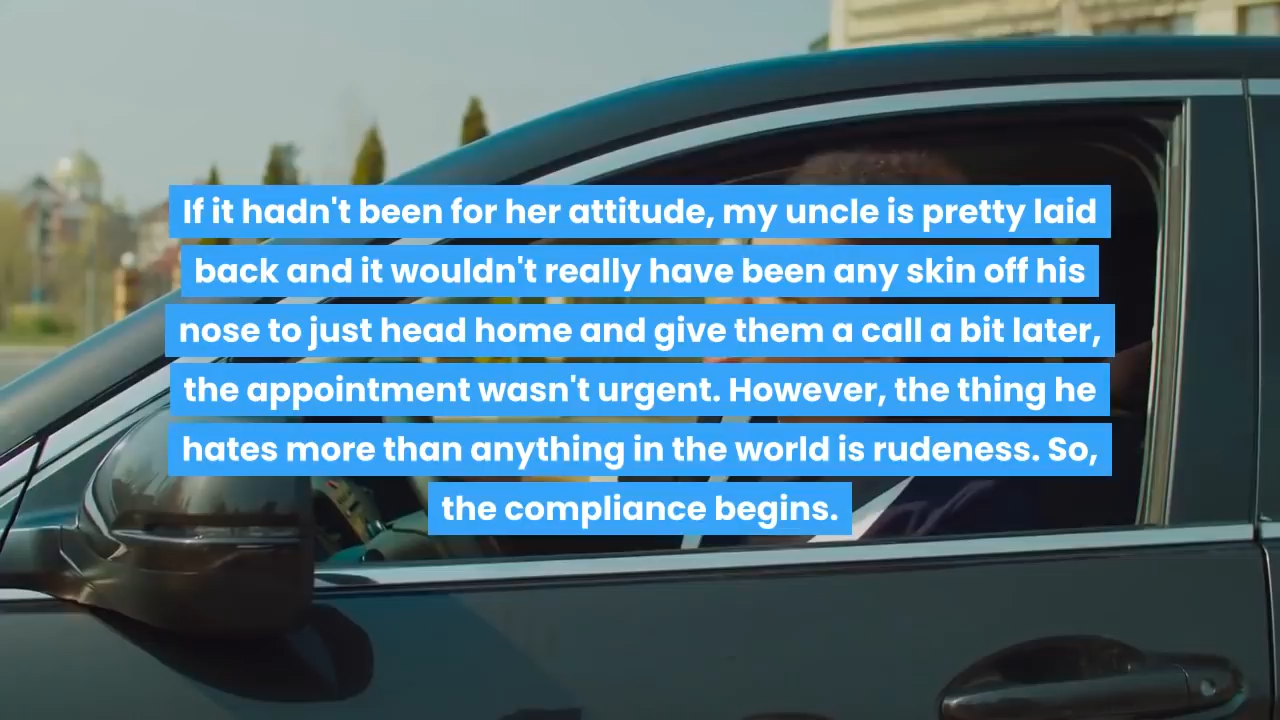 If it hadn't been for her attitude, my uncle is pretty laid
back and it wouldn't really have been any skin off his
nose to just head home and give them a call a bit later,
the appointment wasn't urgent. However, the thing he
hates more than anything in the world is rudeness. So,
the compliance begins.